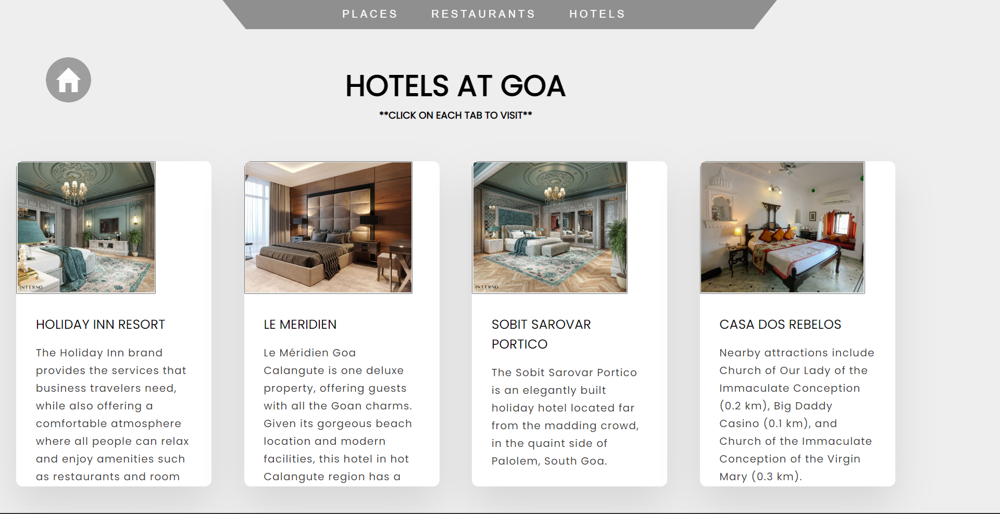 PLACES RESTAURANTS HOTELS
HOTELS AT GOA
**CLICK ON EACH TAB TO VISIT**
INTERNO
HOLIDAY INN RESORT
The Holiday Inn brand
provides the services that
business travelers need,
while also offering a
comfortable atmosphere
where all people can relax
and enjoy amenities such
as restaurants and room
LE MERIDIEN
Le Méridien Goa
Calangute is one deluxe
property, offering guests
with all the Goan charms.
Given its gorgeous beach
location and modern
facilities, this hotel in hot
Calangute region has a
INTERNO
SOBIT SAROVAR
PORTICO
The Sobit Sarovar Portico
is an elegantly built
holiday hotel located far
from the madding crowd,
in the quaint side of
Palolem, South Goa.
CASA DOS REBELOS
Nearby attractions include
Church of Our Lady of the
Immaculate Conception
(0.2 km), Big Daddy
Casino (0.1 km), and
Church of the Immaculate
Conception of the Virgin
Mary (0.3 km).